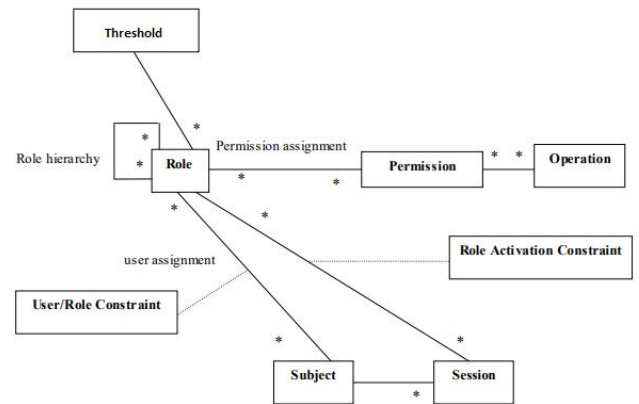 Threshold
*
Permission assignment
*
Role hierarchy
*
Role
*
*
Permission
* *
Operation
*
*
user assignment
Role Activation Constraint
User/Role Constraint
*
*
Subject
*
Session